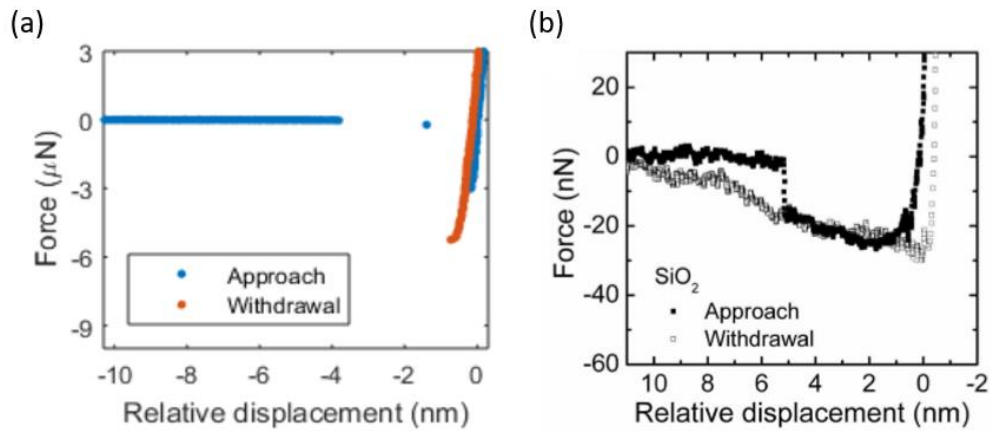 (a)
3
0
-3
-6
-9
Force (μN)
Approach
Withdrawal
-10 -8 -6 -4 -2 0
Relative displacement (nm)
(b)
20
0
-20
-40
-60
Force (nN)
SiO₂
Approach
Withdrawal
10 8 6 4 2 0 -2
Relative displacement (nm)